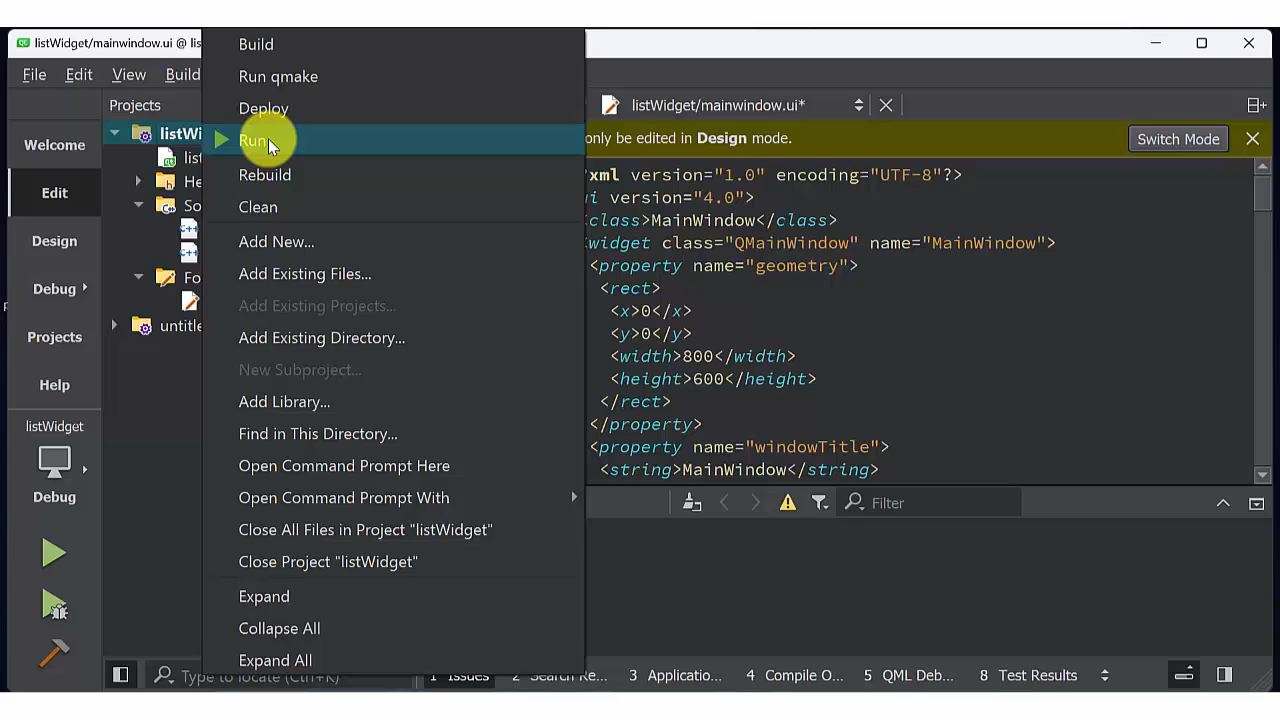 listWidget/mainwindow.ui @ lis
File Edit View Build
Projects
listWi
lis
He
So
Fo
untitle
Welcome
Edit
Design
Debug
Projects
Help
listWidget
Debug
Build
Run qmake
Deploy
Run
Rebuild
Clean
Add New...
Add Existing Files...
Add Existing Projects...
Add Existing Directory...
New Subproject...
Add Library...
Find in This Directory...
Open Command Prompt Here
Open Command Prompt With
Close All Files in Project "listWidget"
Close Project "listWidget"
Expand
Collapse All
Expand All
listWidget/mainwindow.ui*
only be edited in Design mode.
Switch Mode
?xml version="1.0" encoding="UTF-8"?>
ui version="4.0">
<class>MainWindow</class>
<widget class="QMainWindow" name="MainWindow">
<property name="geometry">
<rect>
<x>0</x>
<y>0</y>
<width>800</width>
<height>600</height>
</rect>
</property>
<property name="windowTitle">
<string>MainWindow</string>
Filter
Type to locate (Ctrl+K)
1 Issues
2 Search Re...
3 Applicatio...
4 Compile O...
5 QML Deb...
8 Test Results